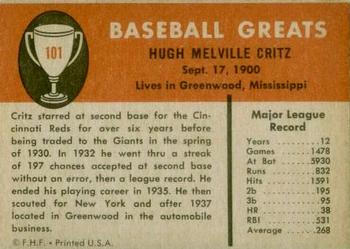 101
BASEBALL GREATS
HUGH MELVILLE CRITZ
Sept. 17, 1900
Lives in Greenwood, Mississippi
Critz starred at second base for the Cin-
cinnati Reds for over six years before
being traded to the Giants in the spring
of 1930. In 1932 he went thru a streak
of 197 chances accepted at second base
without an error, then a league record. He
ended his playing career in 1935. He then
scouted for New York and after 1937
located in Greenwood in the automobile
business.
© F.H.F. • Printed U.S.A.
Major League
Record
Years 12
Games 1478
At Bat 5930
Runs 832
Hits 1591
2b 195
3b 95
HR 38
RBI 531
Average .268